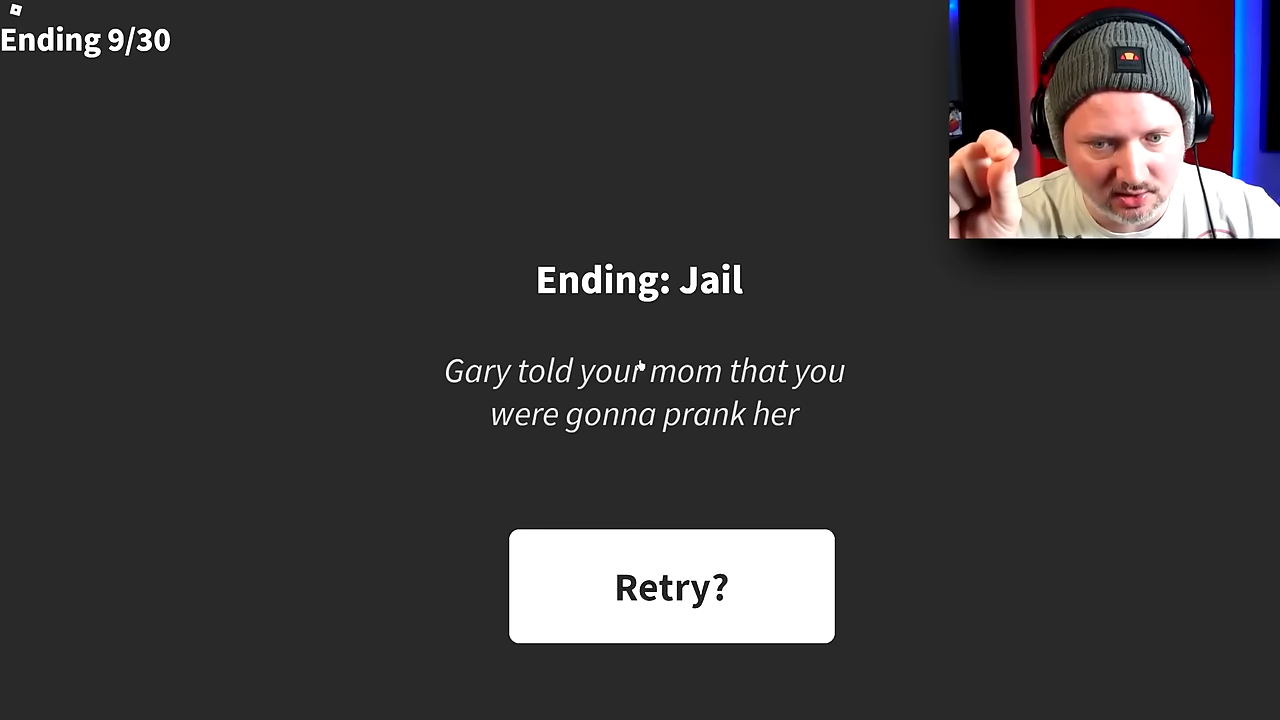 Ending 9/30
Ending: Jail
Gary told your mom that you
were gonna prank her
Retry?